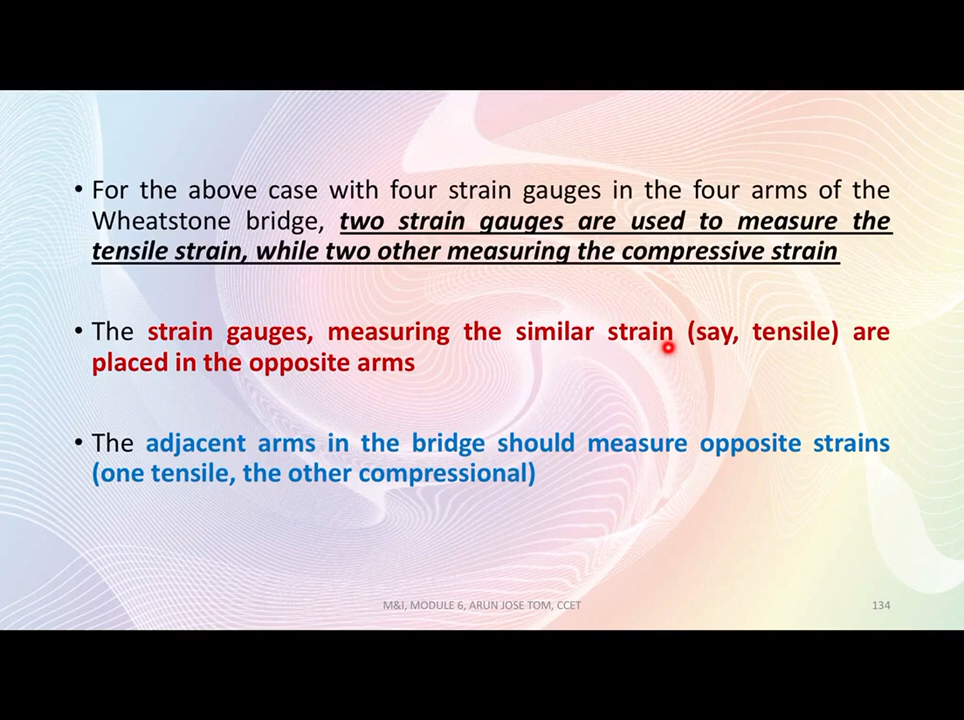 • For the above case with four strain gauges in the four arms of the
Wheatstone bridge, two strain gauges are used to measure the
tensile strain, while two other measuring the compressive strain
• The strain gauges, measuring the similar strain (say, tensile) are
placed in the opposite arms
• The adjacent arms in the bridge should measure opposite strains
(one tensile, the other compressional)
M&I, MODULE 6, ARUN JOSE TOM, CCET
134